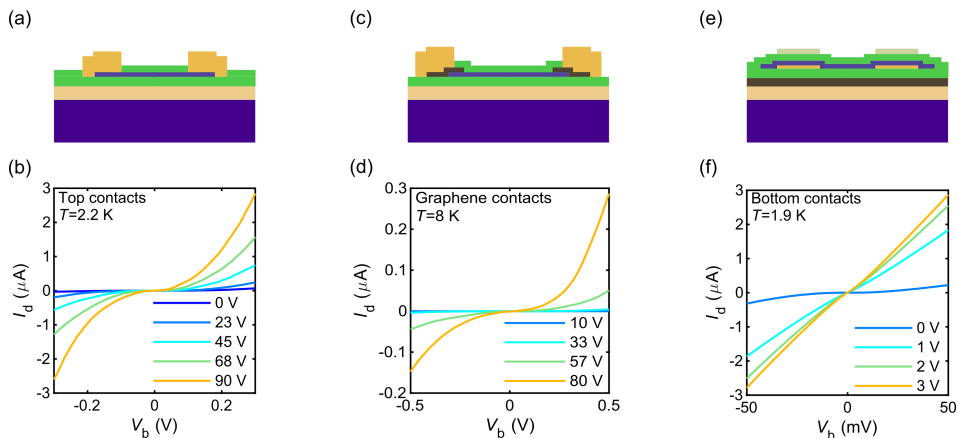 (a)
(c)
(e)
(b)
Top contacts
T=2.2 K
3
2
1
0
-1
-2
-3
I_d (μA)
0 V
23 V
45 V
68 V
90 V
-0.2
0
0.2
V_b (V)
(d)
Graphene contacts
T=8 K
0.3
0.2
0.1
0
-0.1
0.2
I_d (μA)
10 V
33 V
57 V
80 V
-0.5
0
0.5
V_b (V)
(f)
Bottom contacts
T=1.9 K
3
2
1
0
-1
-2
-3
I_d (μA)
0 V
1 V
2 V
3 V
-50
0
50
V_b (mV)